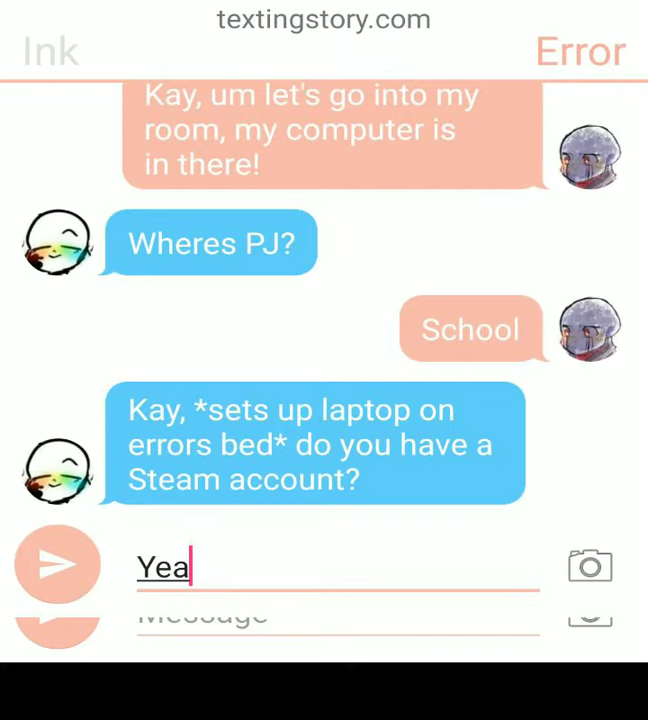 textingstory.com
Ink
Error
Kay, um let's go into my
room, my computer is
in there!
Wheres PJ?
School
Kay, *sets up laptop on
errors bed* do you have a
Steam account?
Yea
Message